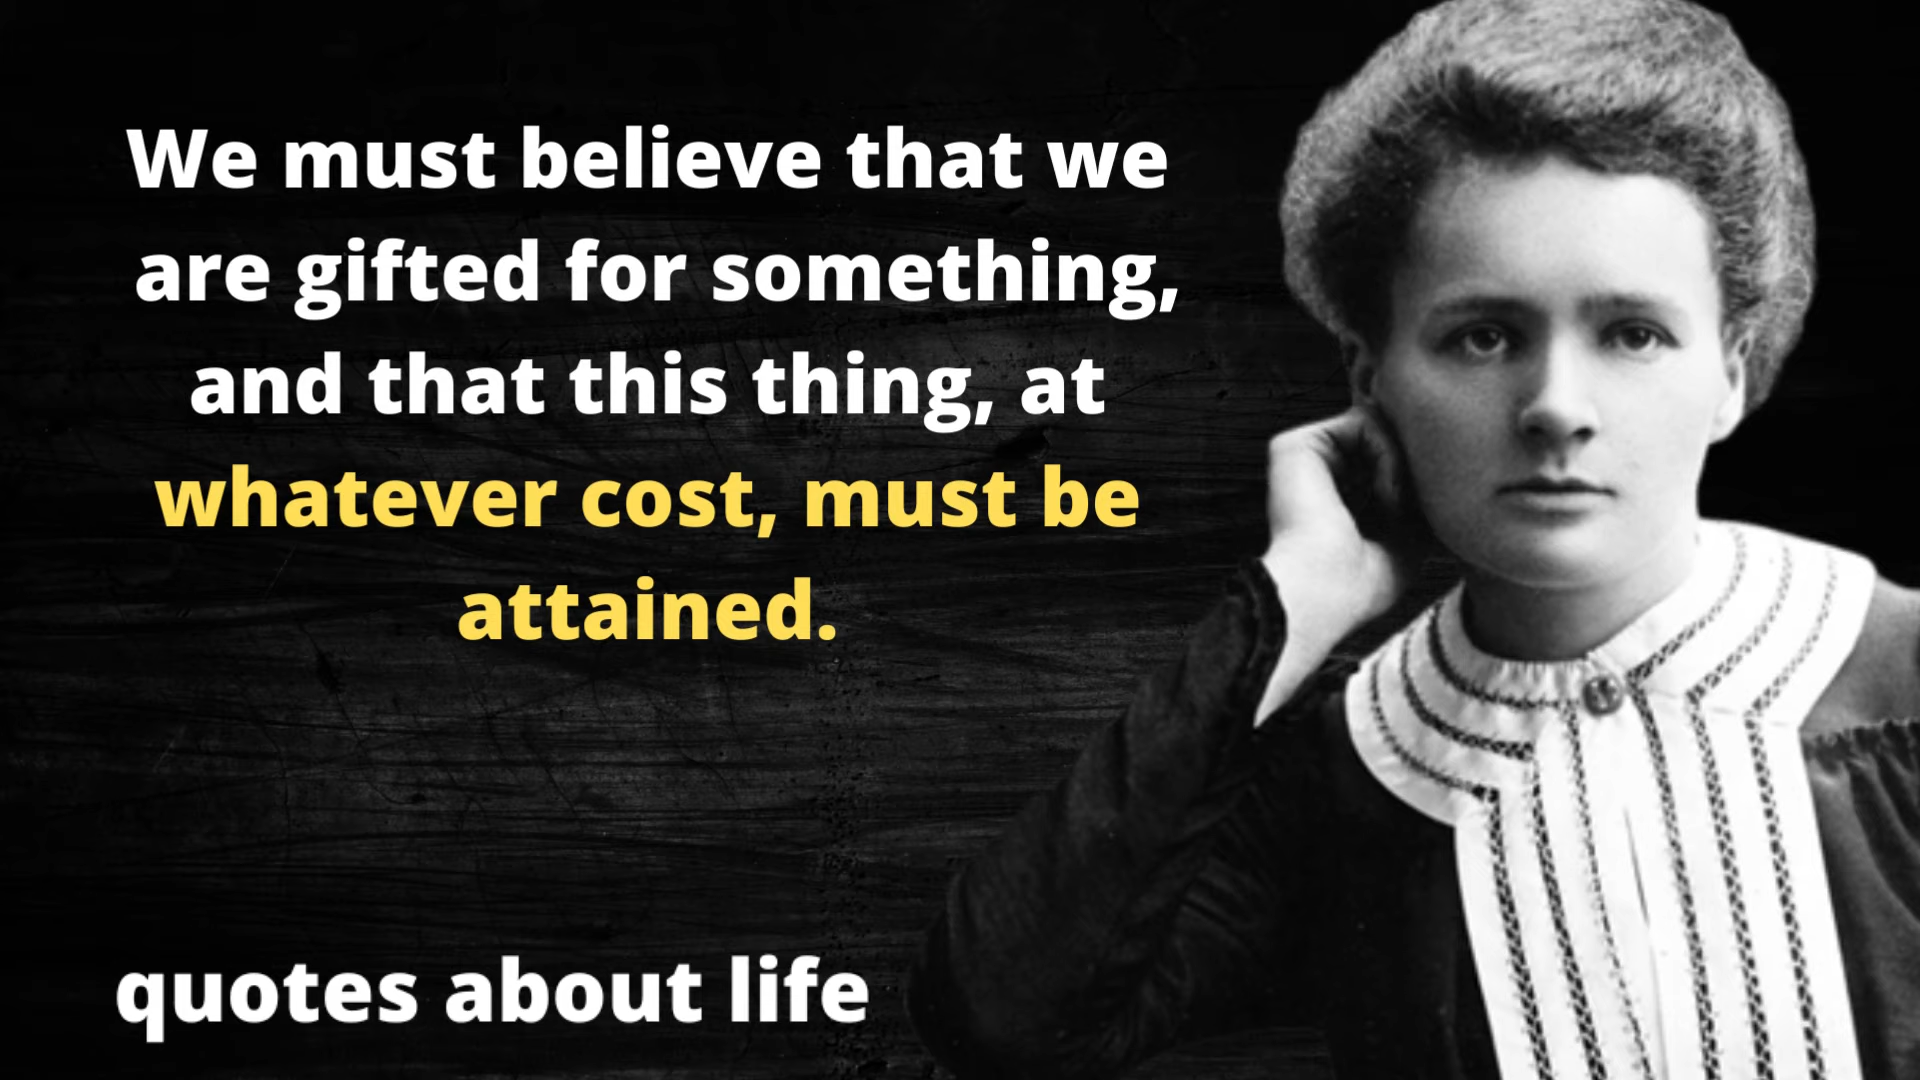 We must believe that we
are gifted for something,
and that this thing, at
whatever cost, must be
attained.
quotes about life